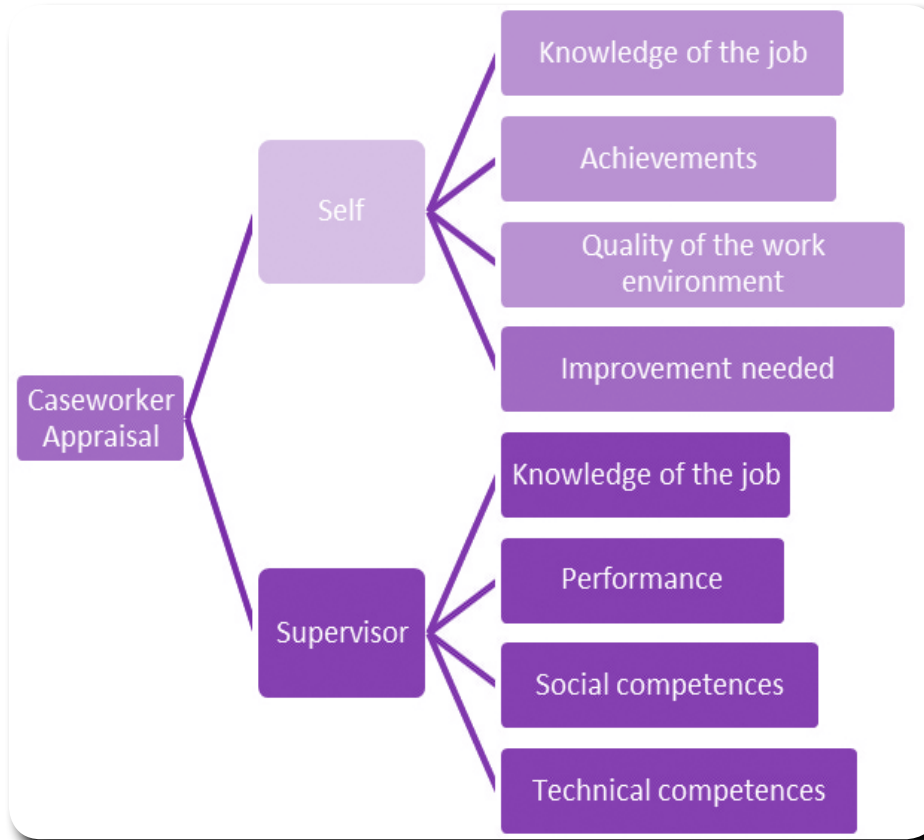 Caseworker
Appraisal
Self
Knowledge of the job
Achievements
Quality of the work
environment
Improvement needed
Supervisor
Knowledge of the job
Performance
Social competences
Technical competences